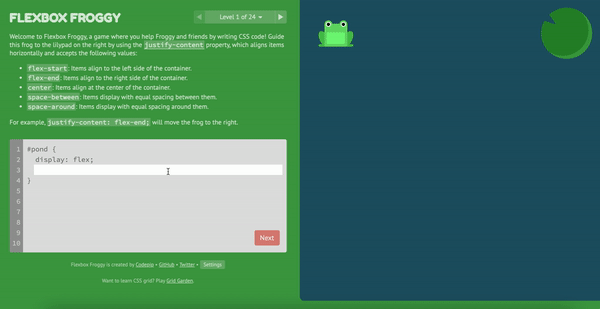 FLEXBOX FROGGY
Level 1 of 24
Welcome to Flexbox Froggy, a game where you help Froggy and friends by writing CSS code! Guide
this frog to the lilypad on the right by using the justify-content property, which aligns items
horizontally and accepts the following values:
• flex-start: Items align to the left side of the container.
• flex-end: Items align to the right side of the container.
• center: Items align at the center of the container.
• space-between: Items display with equal spacing between them.
• space-around: Items display with equal spacing around them.
For example, justify-content: flex-end; will move the frog to the right.
1 #pond {
2 display: flex;
3
4 }
5
6
7
8
9
10
Next
Flexbox Froggy is created by Codepip • GitHub • Twitter • Settings
Want to learn CSS grid? Play Grid Garden.